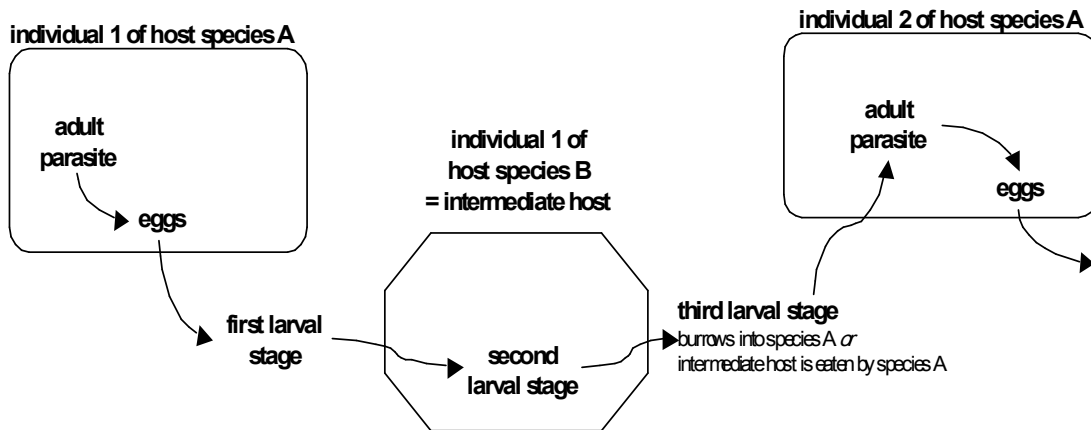 individual 1 of host species A
adult
parasite
eggs
first larval
stage
individual 1 of
host species B
= intermediate host
second
larval stage
third larval stage
burrows into species A or
intermediate host is eaten by species A
individual 2 of host species A
adult
parasite
eggs